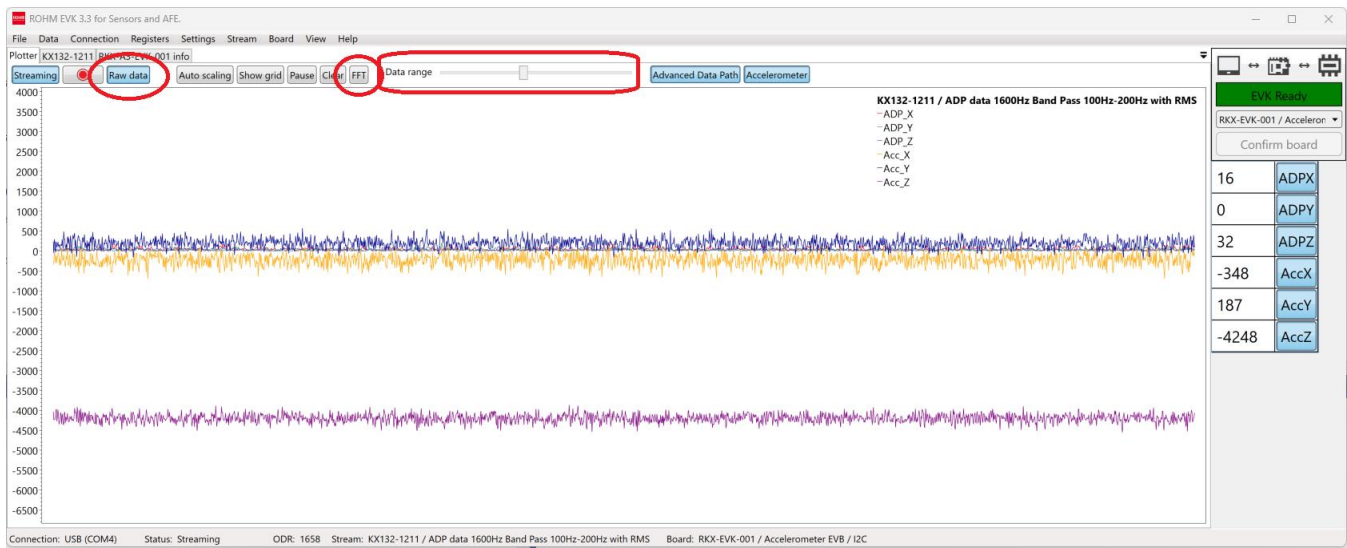 ROHM EVK 3.3 for Sensors and AFE.
File Data Connection Registers Settings Stream Board View Help
Plotter KX132-1211 RKX-A3-EVK-001 info
Streaming Raw data Auto scaling Show grid Pause Clear FFT Data range Advanced Data Path Accelerometer
EVK Ready
RKX-EVK-001 / Acceleron
Confirm board
16 ADPX
0 ADPY
32 ADPZ
-348 AccX
187 AccY
-4248 AccZ
KX132-1211 / ADP data 1600Hz Band Pass 100Hz-200Hz with RMS
ADP_X
ADP_Y
ADP_Z
Acc_X
Acc_Y
Acc_Z
4000
3500
3000
2500
2000
1500
1000
500
0
-500
-1000
-1500
-2000
-2500
-3000
-3500
-4000
-4500
-5000
-5500
-6000
-6500
Connection: USB (COM4) Status: Streaming ODR: 1658 Stream: KX132-1211 / ADP data 1600Hz Band Pass 100Hz-200Hz with RMS Board: RKX-EVK-001 / Accelerometer EVB / I2C